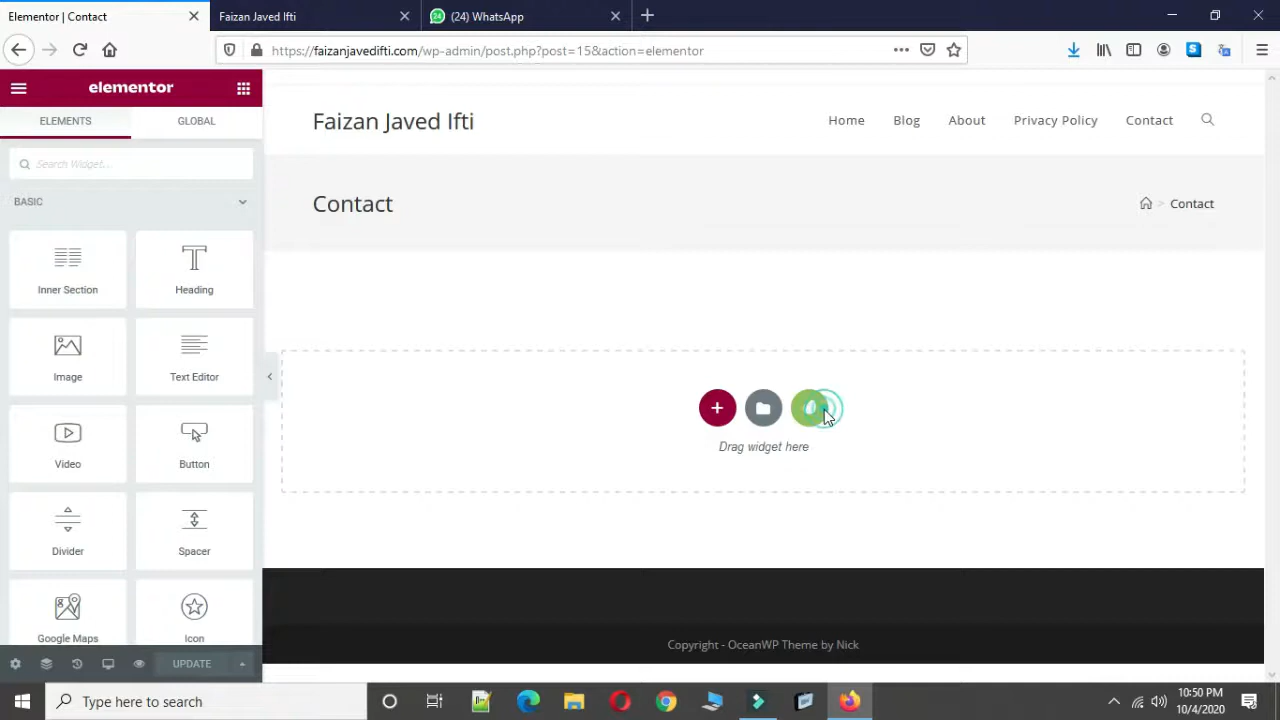 Elementor | Contact
Faizan Javed Ifti
(24) WhatsApp
https://faizanjavedifti.com/wp-admin/post.php?post=15&action=elementor
elementor
ELEMENTS
GLOBAL
Search Widget...
BASIC
Inner Section
Heading
Image
Text Editor
Video
Button
Divider
Spacer
Google Maps
Icon
UPDATE
Faizan Javed Ifti
Home
Blog
About
Privacy Policy
Contact
Contact
> Contact
Drag widget here
Copyright - OceanWP Theme by Nick
Type here to search
10:50 PM
10/4/2020